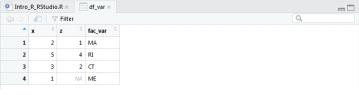 Intro_R_RStudio.R × df_var ×
Filter
x z fac_var
1 2 1 MA
2 5 4 RI
3 3 2 CT
4 1 NA ME